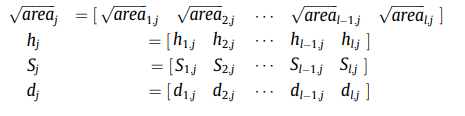 √area_j = [ √area_{1,j} √area_{2,j} ⋯ √area_{l−1,j} √area_{l,j} ]
h_j = [ h_{1,j} h_{2,j} ⋯ h_{l−1,j} h_{l,j} ]
S_j = [ S_{1,j} S_{2,j} ⋯ S_{l−1,j} S_{l,j} ]
d_j = [ d_{1,j} d_{2,j} ⋯ d_{l−1,j} d_{l,j} ]